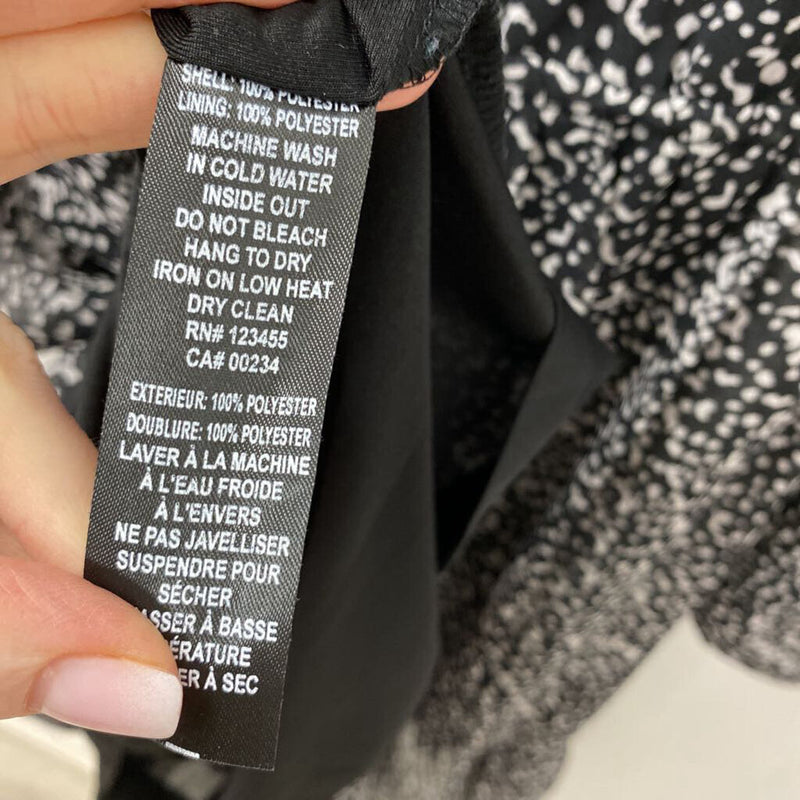 SHELL: 100% POLYESTER
LINING: 100% POLYESTER
MACHINE WASH
IN COLD WATER
INSIDE OUT
DO NOT BLEACH
HANG TO DRY
IRON ON LOW HEAT
DRY CLEAN
RN# 123455
CA# 00234
EXTERIEUR: 100% POLYESTER
DOUBLURE: 100% POLYESTER
LAVER À LA MACHINE
À L'EAU FROIDE
À L'ENVERS
NE PAS JAVELLISER
SUSPENDRE POUR
SÉCHER
ASSER À BASSE
ÉRATURE
ER À SEC